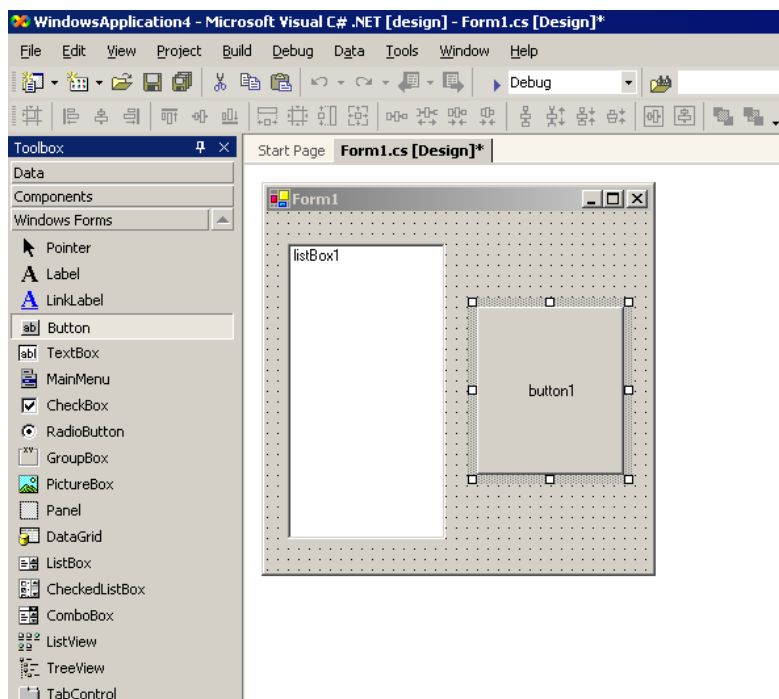 WindowsApplication4 - Microsoft Visual C# .NET [design] - Form1.cs [Design]*
File Edit View Project Build Debug Data Tools Window Help
Debug
Toolbox
Start Page Form1.cs [Design]*
Data
Components
Windows Forms
Form1
Pointer
Label
LinkLabel
Button
TextBox
MainMenu
CheckBox
RadioButton
GroupBox
PictureBox
Panel
DataGrid
ListBox
CheckedListBox
ComboBox
ListView
TreeView
TabControl
listBox1
button1